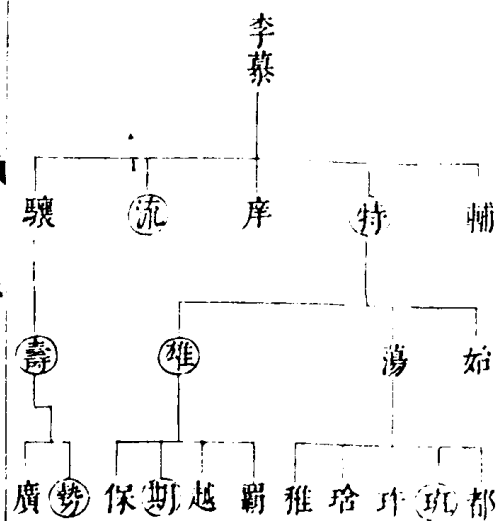 李慕
輔 特 庠 流 驤
始 蕩 雄 壽
都 班 玝 琀 稚 霸 越 期 保 勢 廣